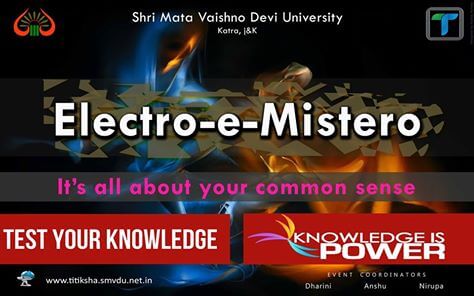 Shri Mata Vaishno Devi University
Katra, j&K
Electro-e-Mistero
It's all about your common sense
TEST YOUR KNOWLEDGE
KNOWLEDGE IS
POWER
EVENT COORDINATORS
Dharini Anshu Nirupa
www.titiksha.smvdu.net.in